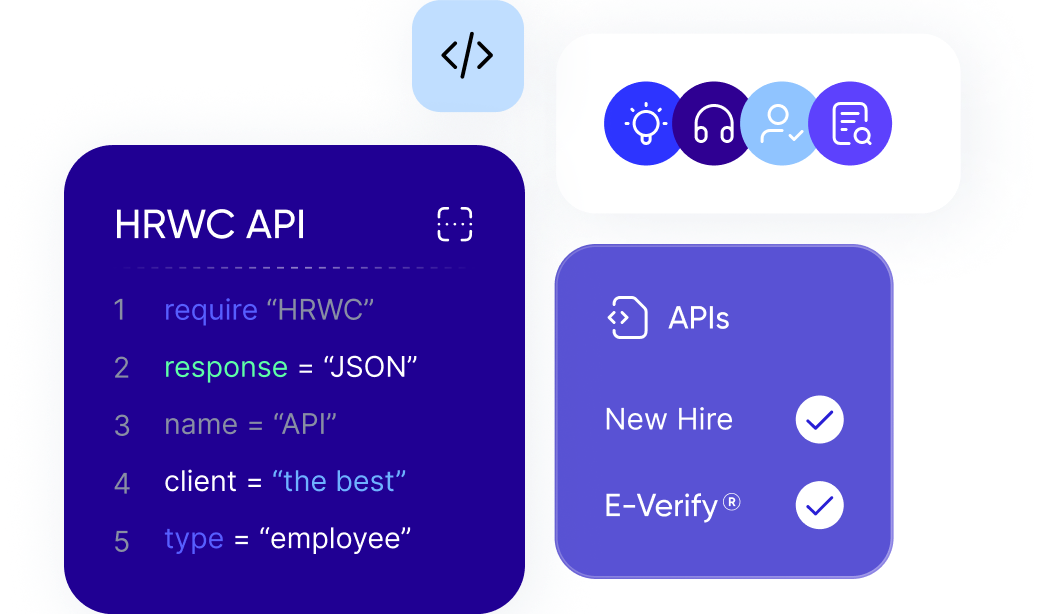 </>
HRWC API
1 require “HRWC”
2 response = “JSON”
3 name = “API”
4 client = “the best”
5 type = “employee”
APIs
New Hire
E-Verify®